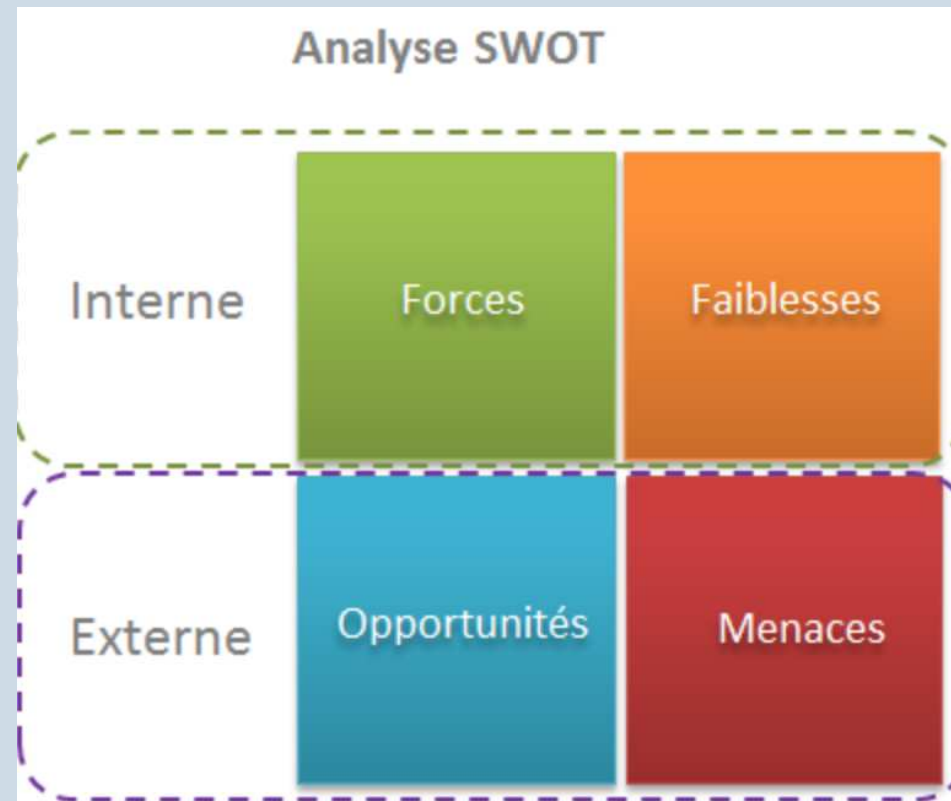 Analyse SWOT
Interne
Forces
Faiblesses
Externe
Opportunités
Menaces